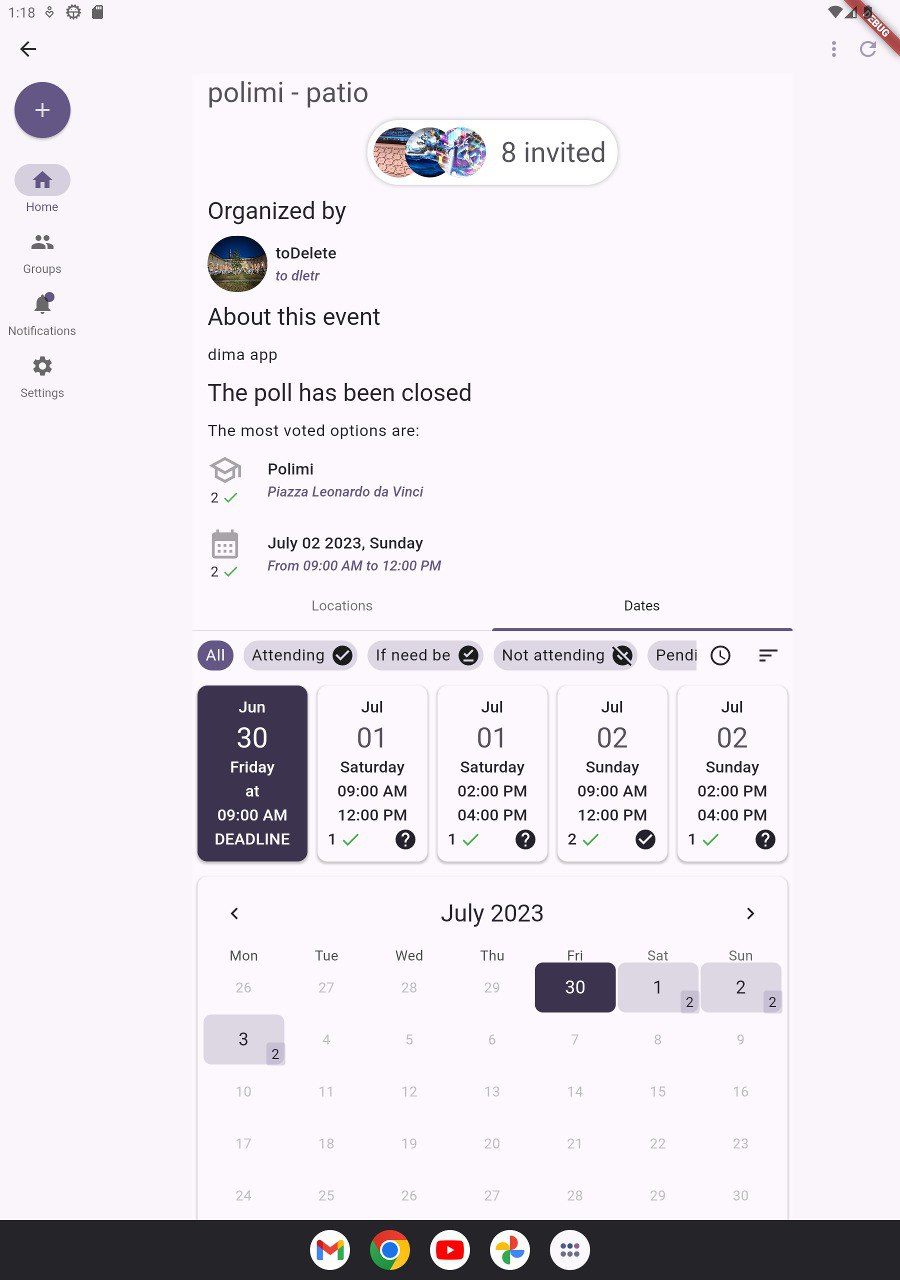 1:18
polimi - patio
8 invited
Home
Groups
Notifications
Settings
Organized by
toDelete
to dletr
About this event
dima app
The poll has been closed
The most voted options are:
Polimi
Piazza Leonardo da Vinci
2
July 02 2023, Sunday
From 09:00 AM to 12:00 PM
2
Locations Dates
All Attending If need be Not attending Pendi
Jun Jul Jul Jul Jul
30 01 01 02 02
Friday Saturday Saturday Sunday Sunday
at 09:00 AM 02:00 PM 09:00 AM 02:00 PM
09:00 AM 12:00 PM 04:00 PM 12:00 PM 04:00 PM
DEADLINE 1 1 2 1
July 2023
Mon Tue Wed Thu Fri Sat Sun
26 27 28 29 30 1 2
2 2
3 4 5 6 7 8 9
2
10 11 12 13 14 15 16
17 18 19 20 21 22 23
24 25 26 27 28 29 30